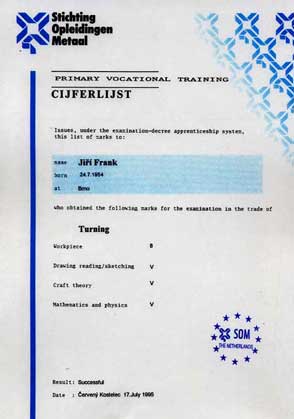 Stichting
Opleidingen
Metaal
PRIMARY VOCATIONAL TRAINING
CIJFERLIJST
Issues, under the examination-decree apprenticeship system,
this list of marks to:
name Jiří Frank
born 24.7.1954
at Brno
who obtained the following marks for the examination in the trade of
Turning
Workpiece 8
Drawing reading/sketching V
Craft theory V
Mathematics and physics V
SOM
THE NETHERLANDS
Result: Successful
Date : Červený Kostelec 17.July 1995